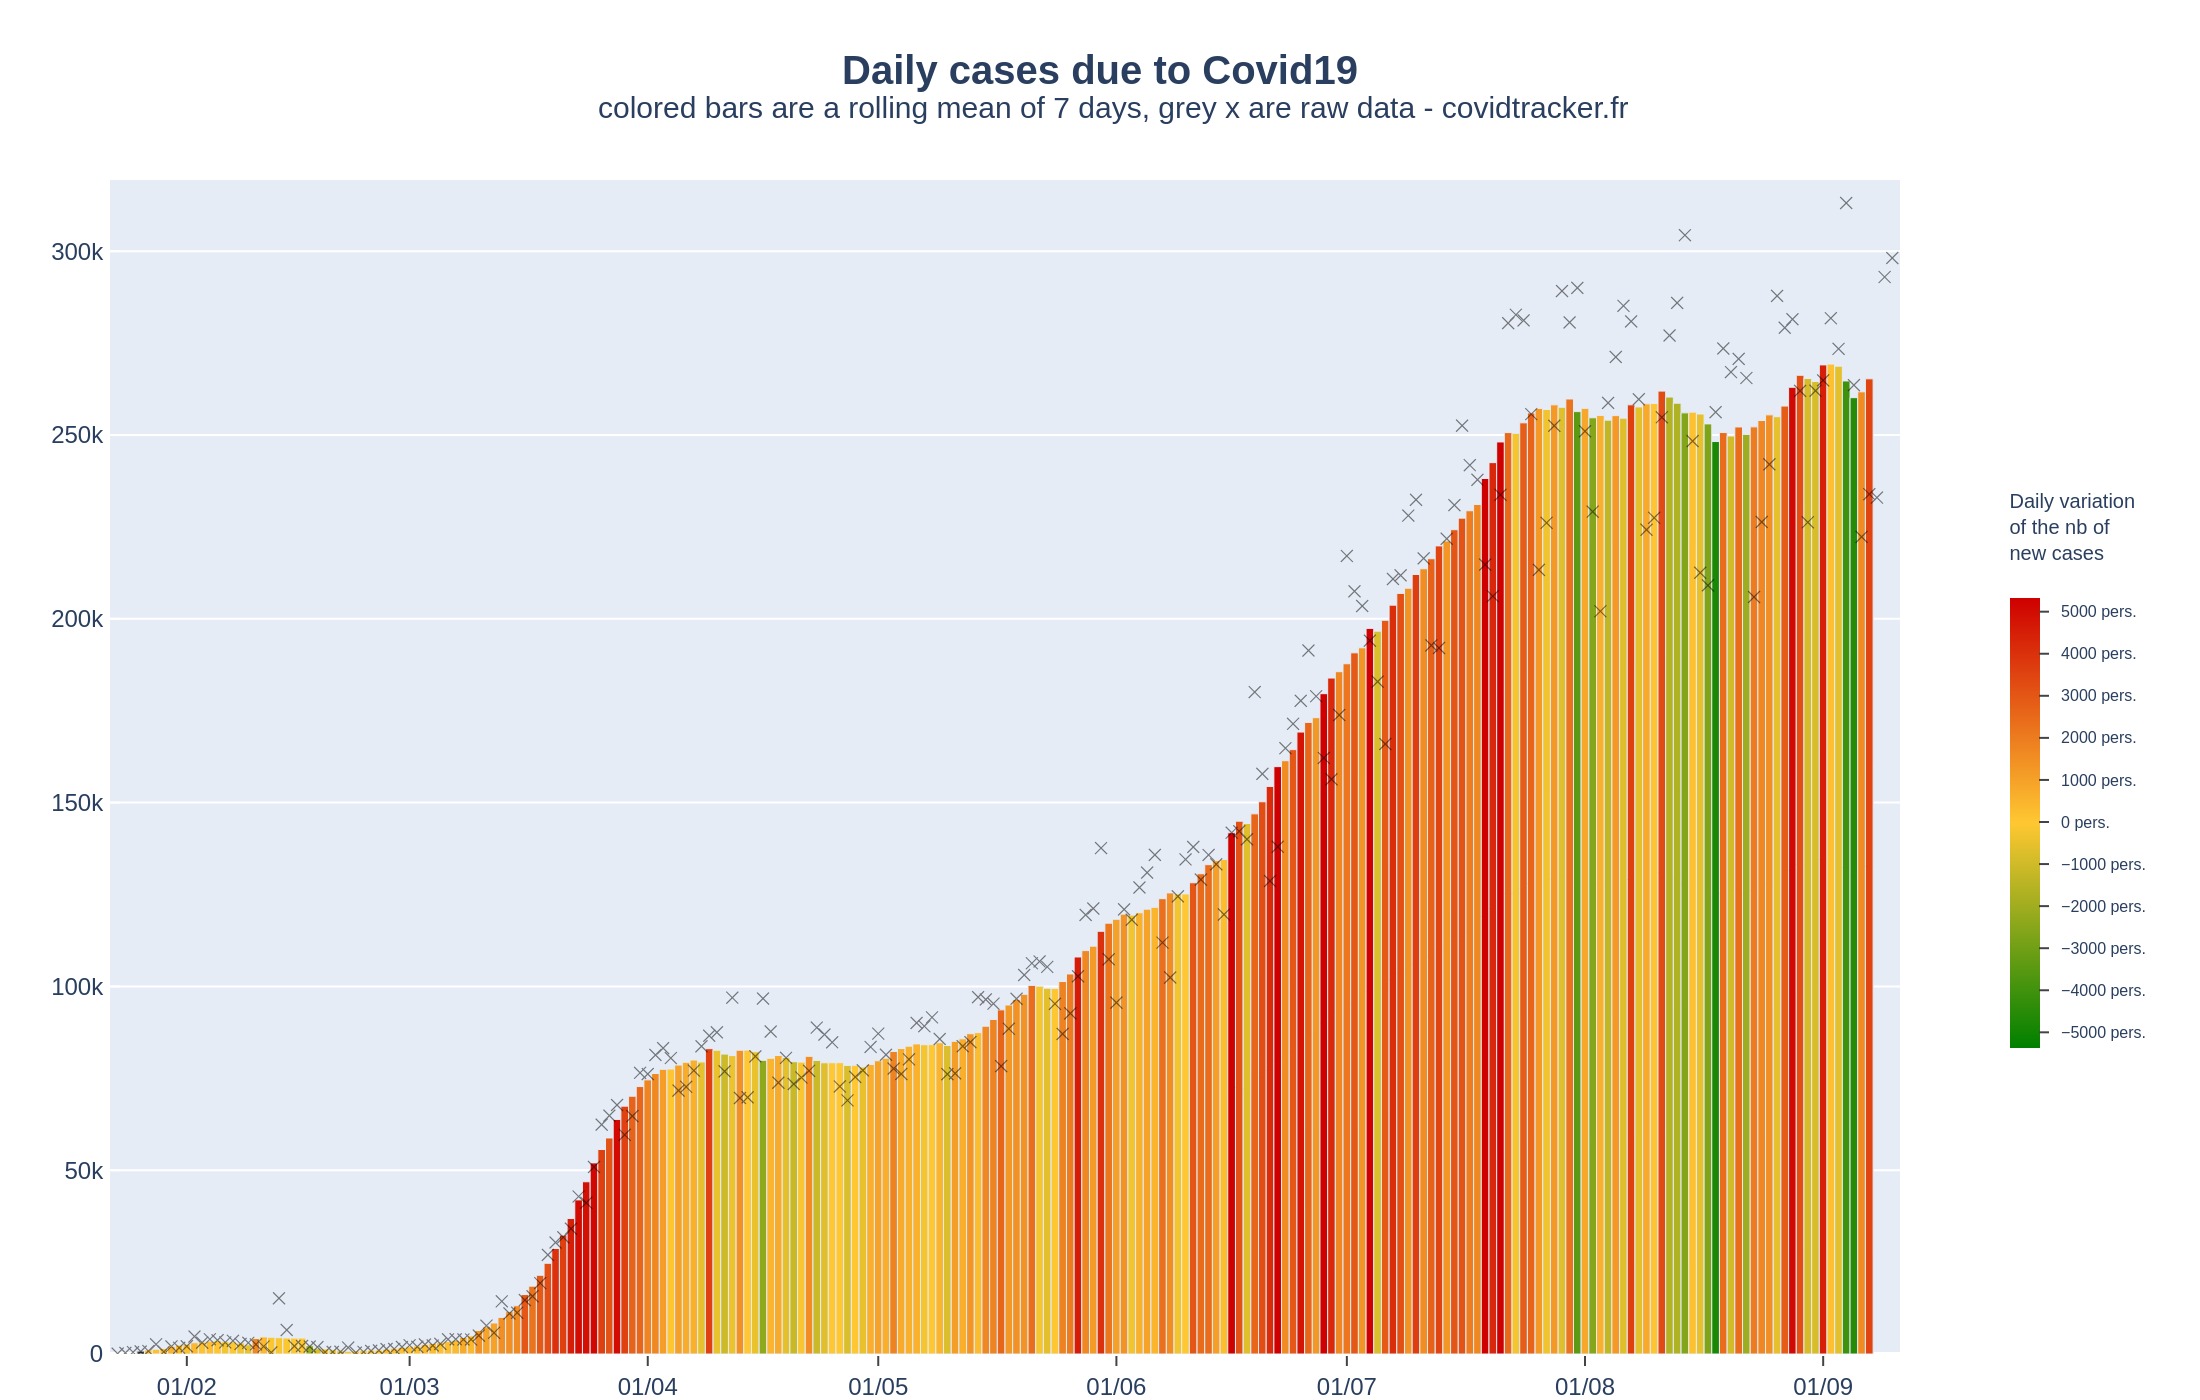 Daily cases due to Covid19
colored bars are a rolling mean of 7 days, grey x are raw data - covidtracker.fr
300k
250k
200k
150k
100k
50k
0
01/02
01/03
01/04
01/05
01/06
01/07
01/08
01/09
Daily variation
of the nb of
new cases
5000 pers.
4000 pers.
3000 pers.
2000 pers.
1000 pers.
0 pers.
−1000 pers.
−2000 pers.
−3000 pers.
−4000 pers.
−5000 pers.